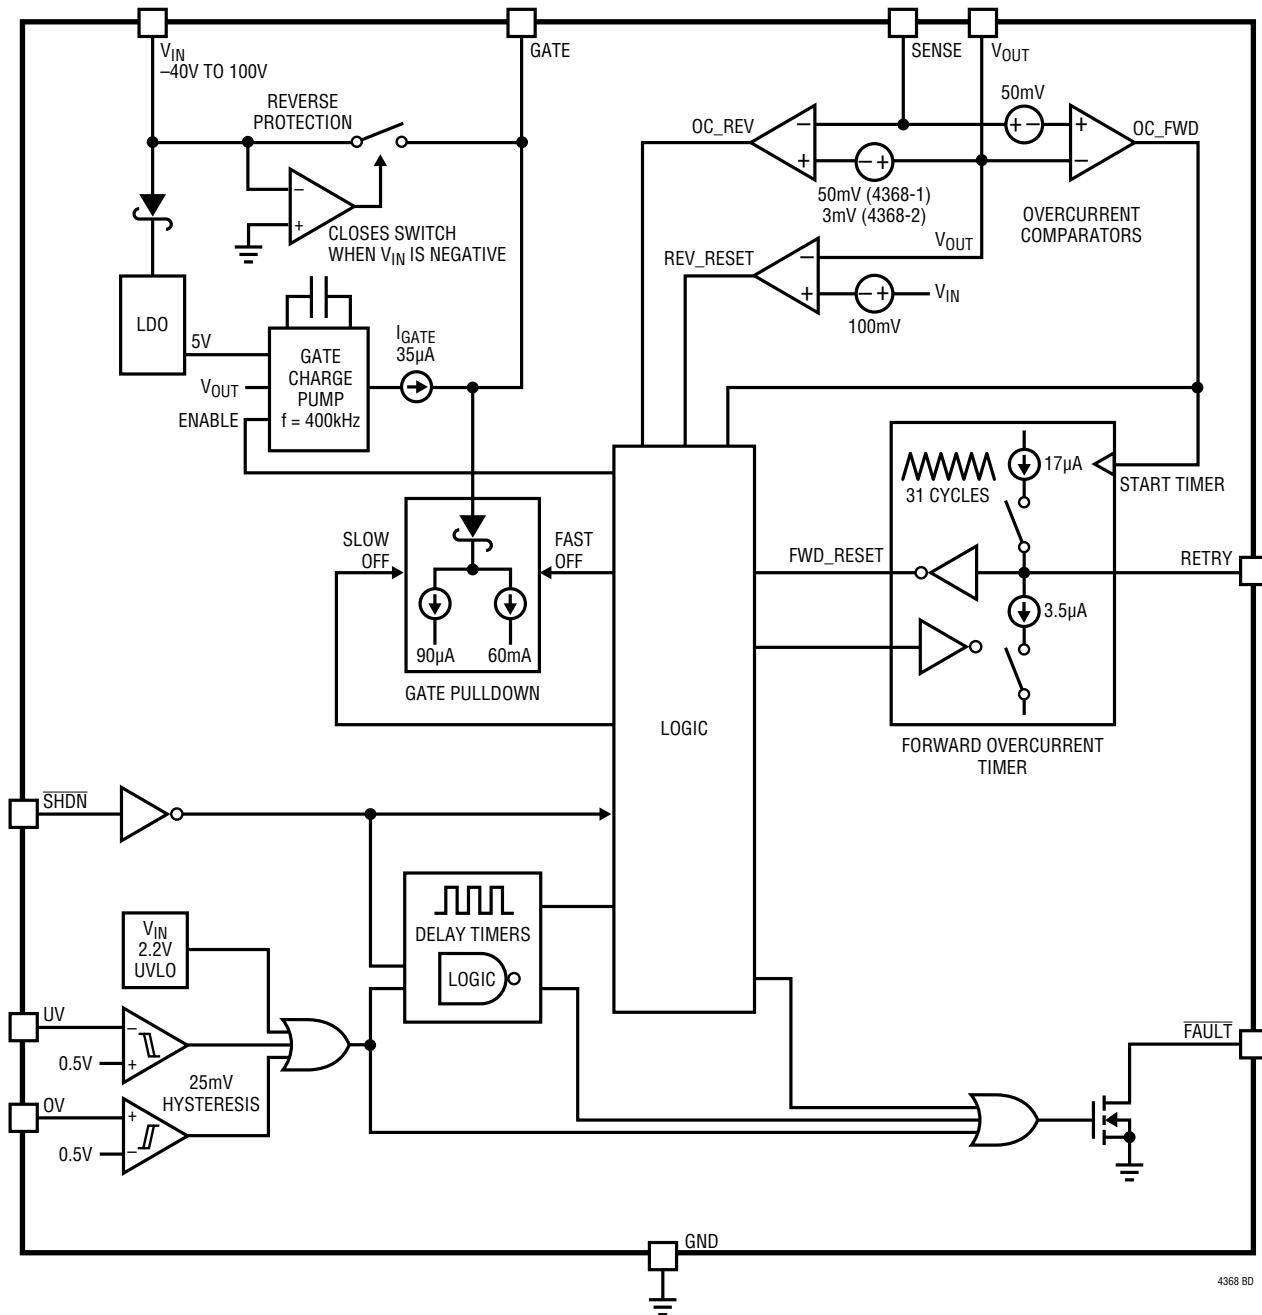 VIN
–40V TO 100V
GATE
SENSE
VOUT
REVERSE
PROTECTION
–
+
CLOSES SWITCH
WHEN VIN IS NEGATIVE
OC_REV
–
+
50mV
+ –
+
–
OC_FWD
– +
50mV (4368-1)
3mV (4368-2)
OVERCURRENT
COMPARATORS
VOUT
REV_RESET
–
+
– +
VIN
100mV
LDO
5V
VOUT
ENABLE
GATE
CHARGE
PUMP
f = 400kHz
IGATE
35µA
SLOW
OFF
FAST
OFF
90µA
60mA
GATE PULLDOWN
LOGIC
31 CYCLES
17µA
START TIMER
FWD_RESET
RETRY
3.5µA
FORWARD OVERCURRENT
TIMER
SHDN
DELAY TIMERS
LOGIC
VIN
2.2V
UVLO
UV
–
0.5V
+
25mV
HYSTERESIS
OV
+
0.5V
–
FAULT
GND
4368 BD